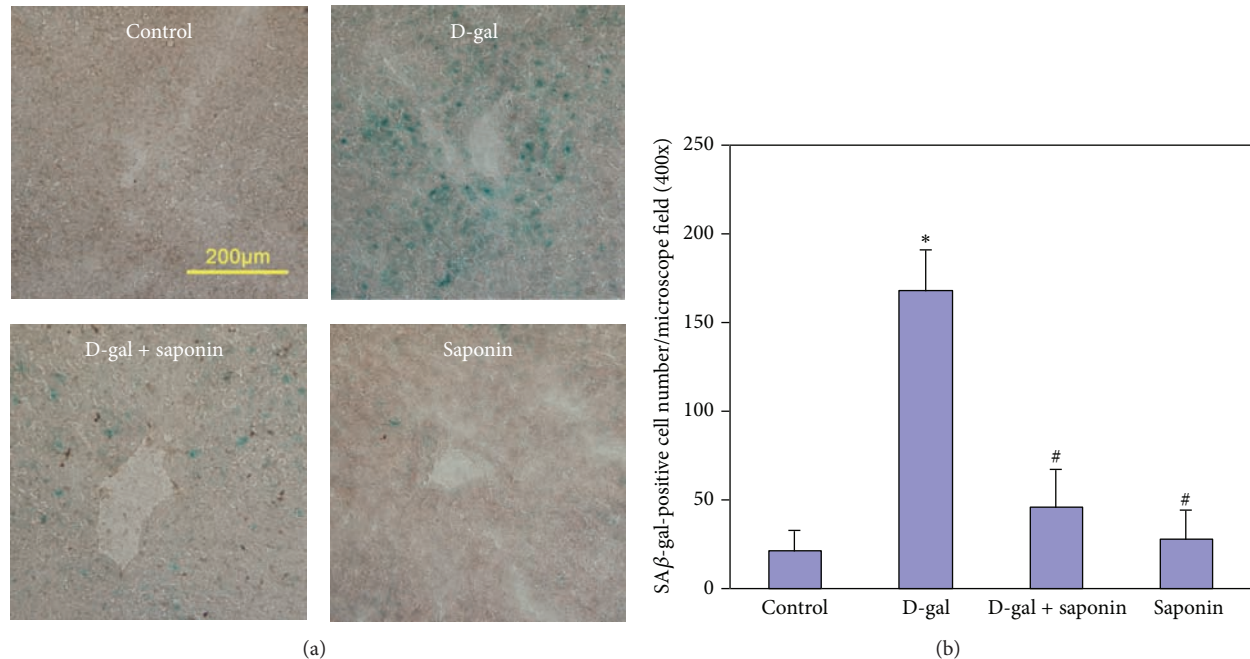 Control
D-gal
200μm
D-gal + saponin
Saponin
(a)
SAβ-gal-positive cell number/microscope field (400x)
250
200
150
100
50
0
*
#
#
Control
D-gal
D-gal + saponin
Saponin
(b)